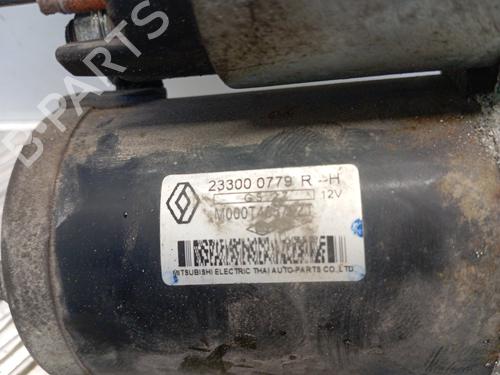 23300 0779 R -H
12V
MITSUBISHI ELECTRIC THAI AUTO-PARTS CO.,LTD.
B-PARTS